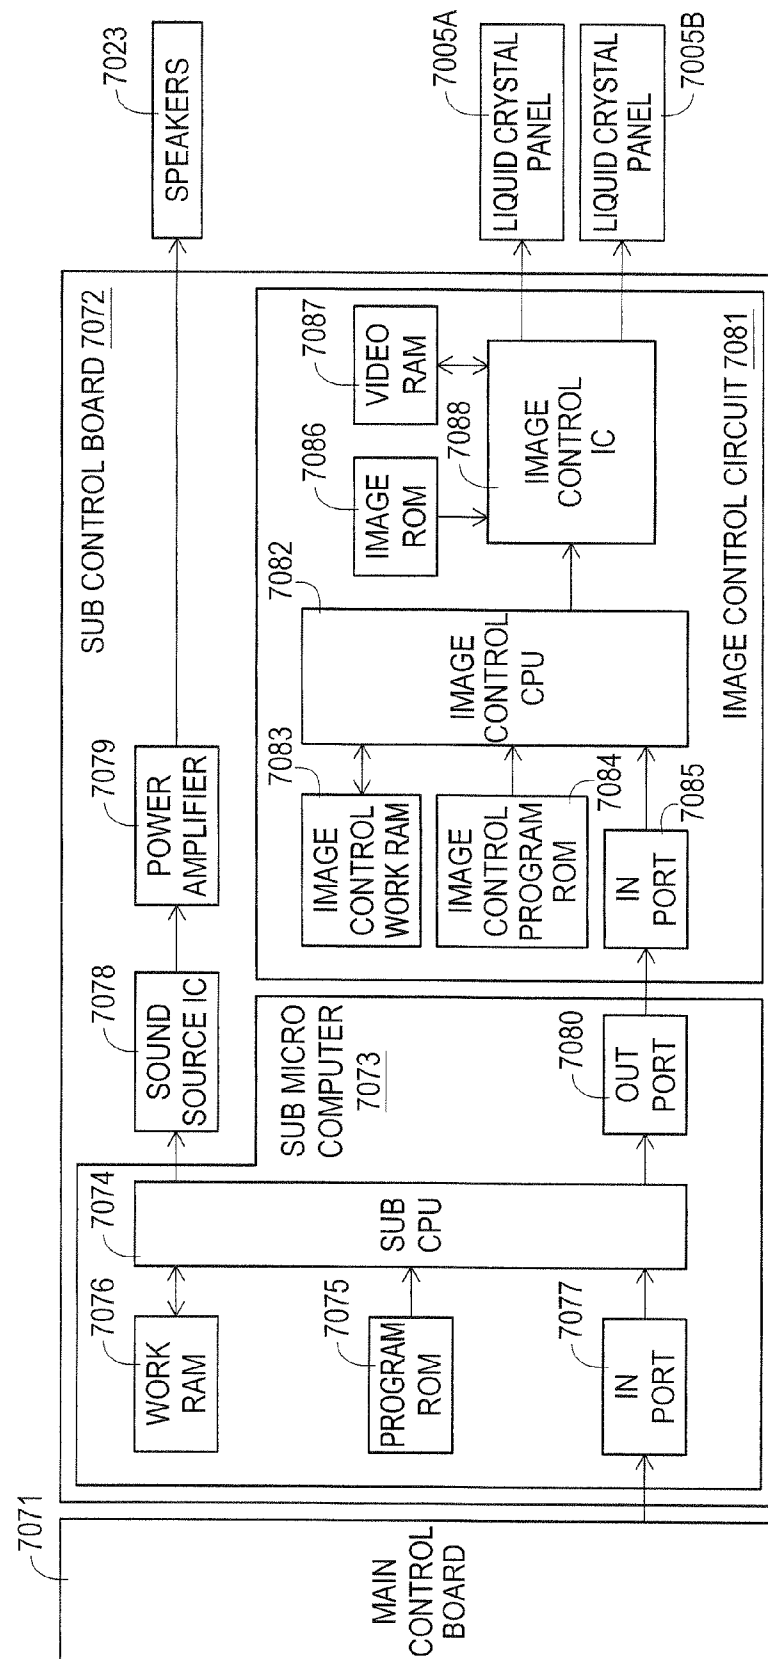 7071
MAIN
CONTROL
BOARD
SUB CONTROL BOARD 7072
7076
WORK
RAM
7075
PROGRAM
ROM
7077
IN
PORT
7074
SUB
CPU
SUB MICRO
COMPUTER
7073
7080
OUT
PORT
7078
SOUND
SOURCE IC
7079
POWER
AMPLIFIER
7023
SPEAKERS
7083
IMAGE
CONTROL
WORK RAM
IMAGE
CONTROL
PROGRAM
ROM
7084
IN
PORT
7085
7082
IMAGE
CONTROL
CPU
7086
IMAGE
ROM
7087
VIDEO
RAM
7088
IMAGE
CONTROL
IC
IMAGE CONTROL CIRCUIT 7081
7005A
LIQUID CRYSTAL
PANEL
7005B
LIQUID CRYSTAL
PANEL